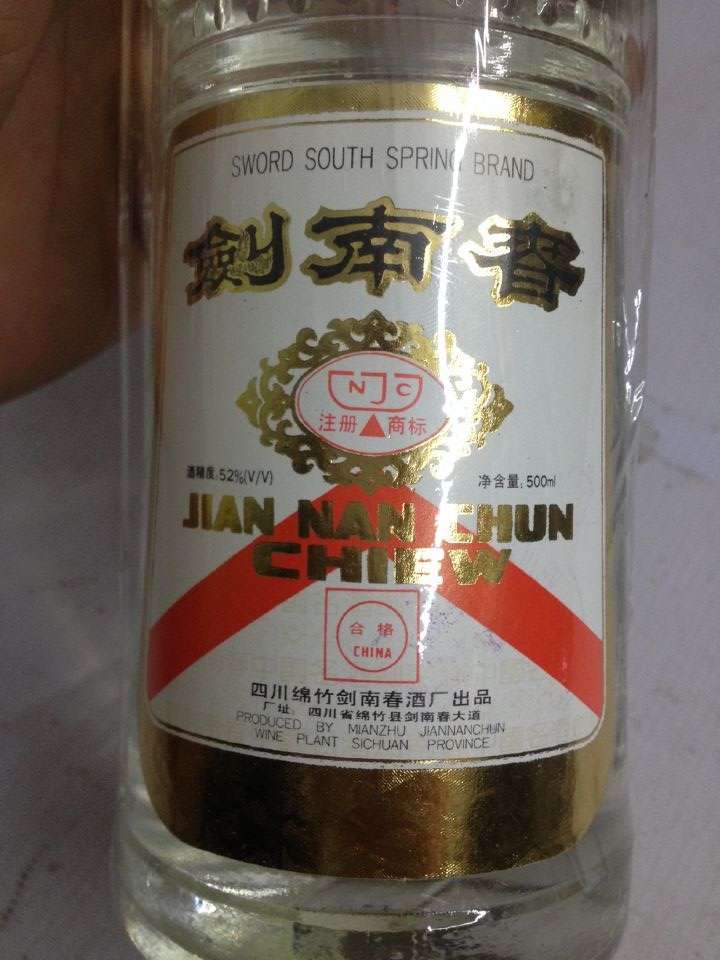 SWORD SOUTH SPRING BRAND
劍南春
NJC
注册 商标
酒精度:52%(V/V)
净含量:500ml
JIAN NAN CHUN
CHIEW
合格
CHINA
四川绵竹剑南春酒厂出品
厂址: 四川省绵竹县剑南春大道
PRODUCED BY MIANZHU JIANNANCHUN
WINE PLANT SICHUAN PROVINCE